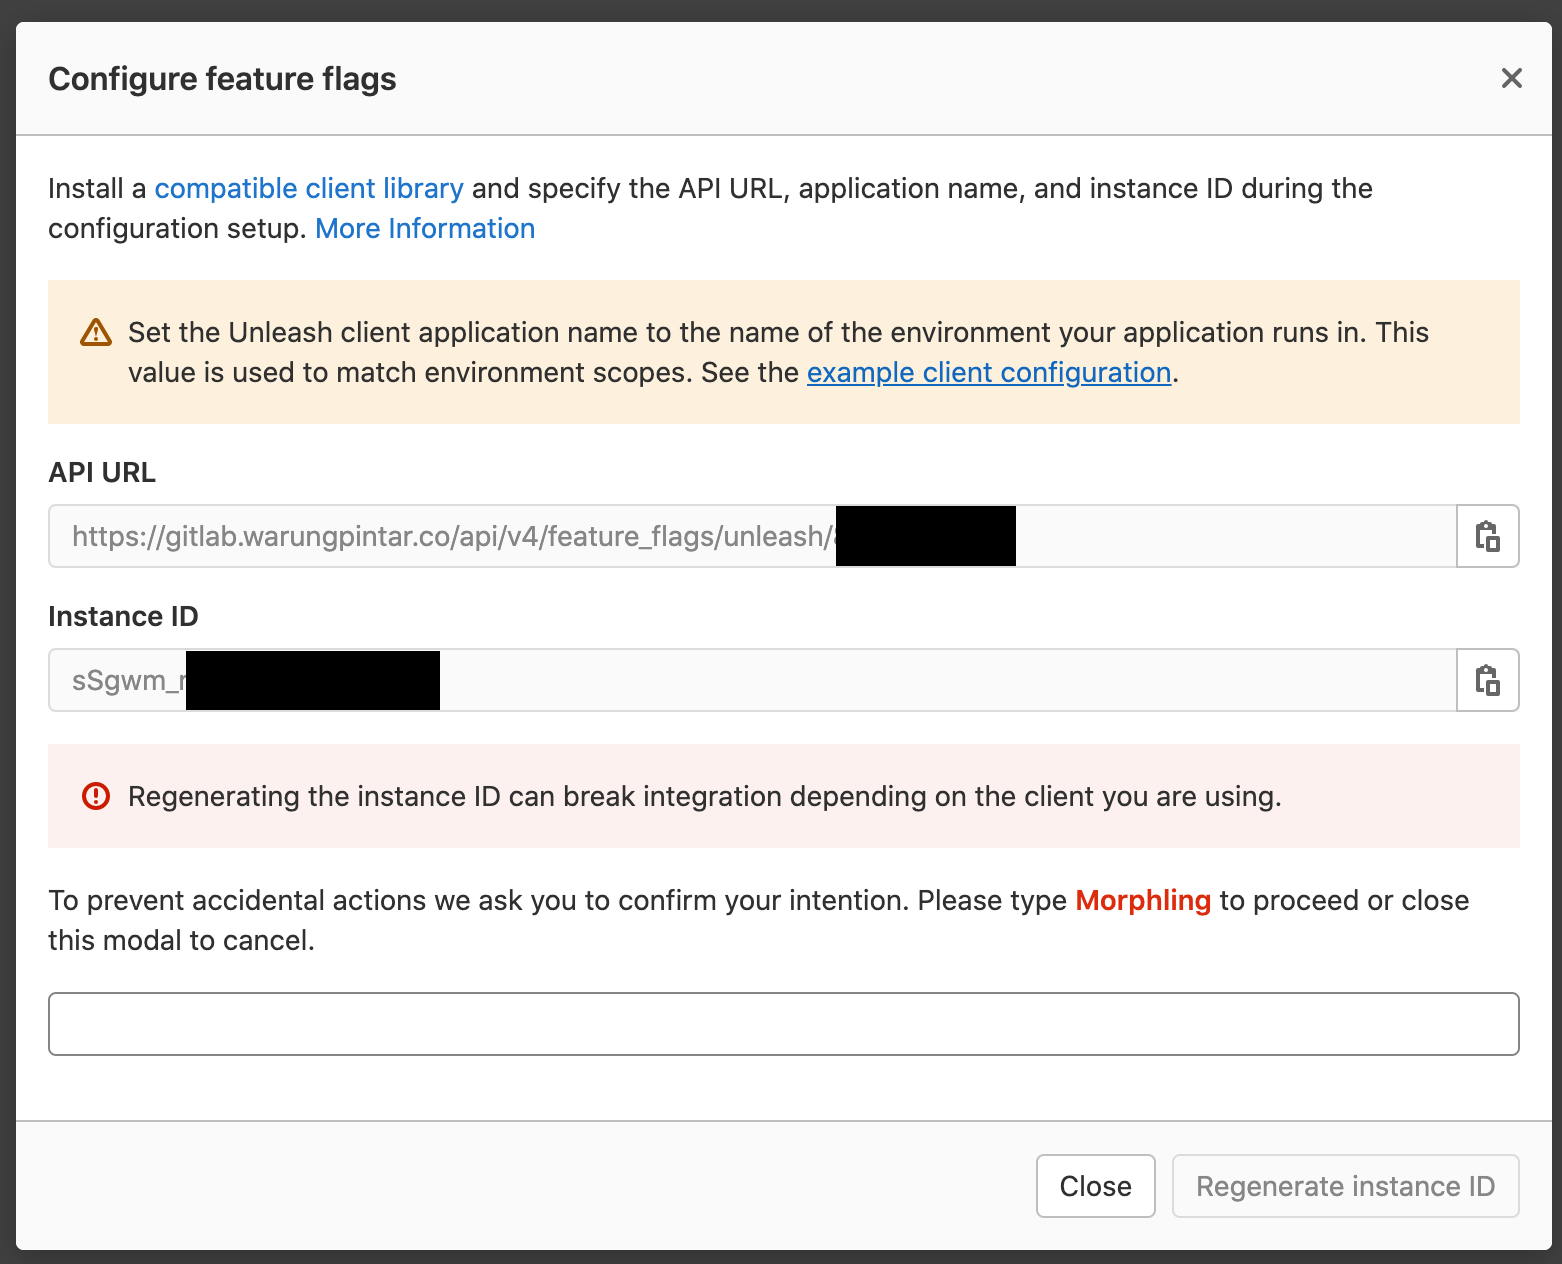 Configure feature flags
Install a compatible client library and specify the API URL, application name, and instance ID during the
configuration setup. More Information
Set the Unleash client application name to the name of the environment your application runs in. This
value is used to match environment scopes. See the example client configuration.
API URL
https://gitlab.warungpintar.co/api/v4/feature_flags/unleash/
Instance ID
sSgwm_
Regenerating the instance ID can break integration depending on the client you are using.
To prevent accidental actions we ask you to confirm your intention. Please type Morphling to proceed or close
this modal to cancel.
Close
Regenerate instance ID